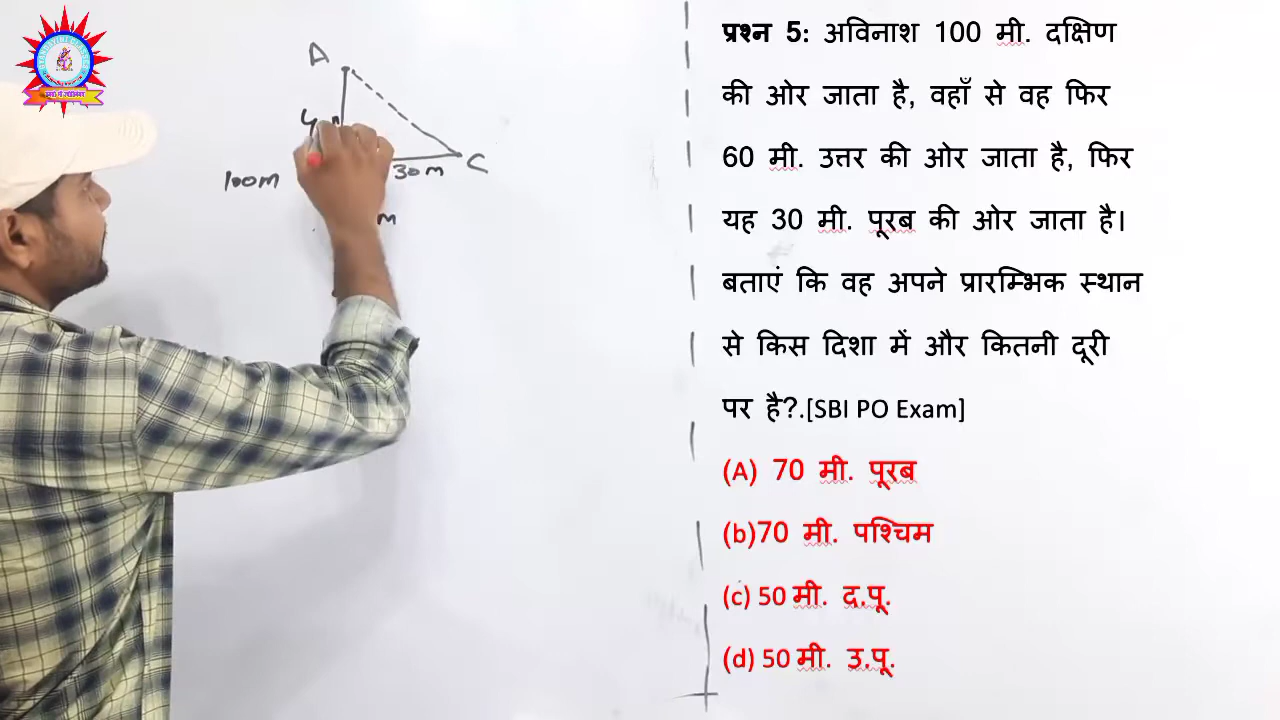 A
100m
30m
C
m
प्रश्न 5: अविनाश 100 मी. दक्षिण
की ओर जाता है, वहाँ से वह फिर
60 मी. उत्तर की ओर जाता है, फिर
यह 30 मी. पूरब की ओर जाता है।
बताएं कि वह अपने प्रारम्भिक स्थान
से किस दिशा में और कितनी दूरी
पर है?.[SBI PO Exam]
(A) 70 मी. पूरब
(b)70 मी. पश्चिम
(c) 50 मी. द.पू.
(d) 50 मी. उ.पू.